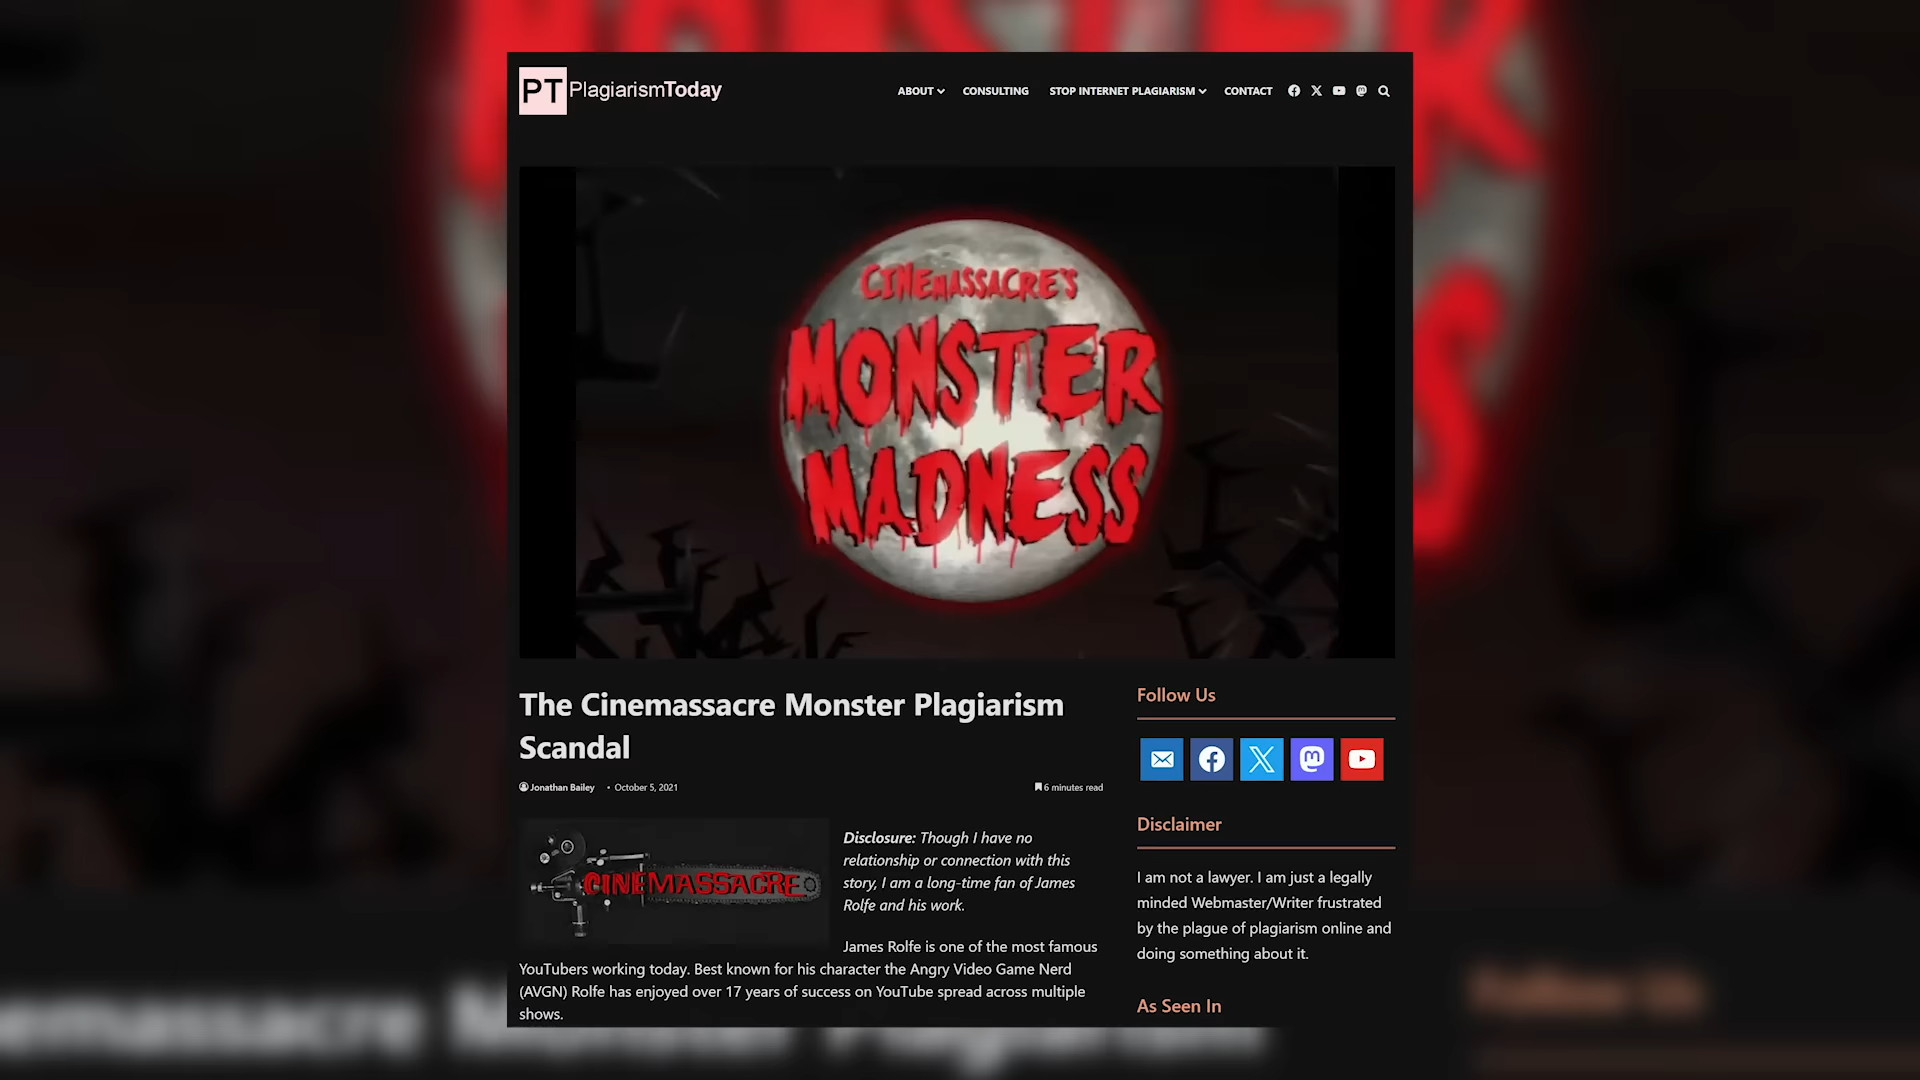 PT PlagiarismToday
ABOUT CONSULTING STOP INTERNET PLAGIARISM CONTACT
CINEMASSACRE'S
MONSTER
MADNESS
The Cinemassacre Monster Plagiarism
Scandal
Jonathan Bailey • October 5, 2021 6 minutes read
CINEMASSACRE
Disclosure: Though I have no
relationship or connection with this
story, I am a long-time fan of James
Rolfe and his work.
James Rolfe is one of the most famous
YouTubers working today. Best known for his character the Angry Video Game Nerd
(AVGN) Rolfe has enjoyed over 17 years of success on YouTube spread across multiple
shows.
Follow Us
Disclaimer
I am not a lawyer. I am just a legally
minded Webmaster/Writer frustrated
by the plague of plagiarism online and
doing something about it.
As Seen In